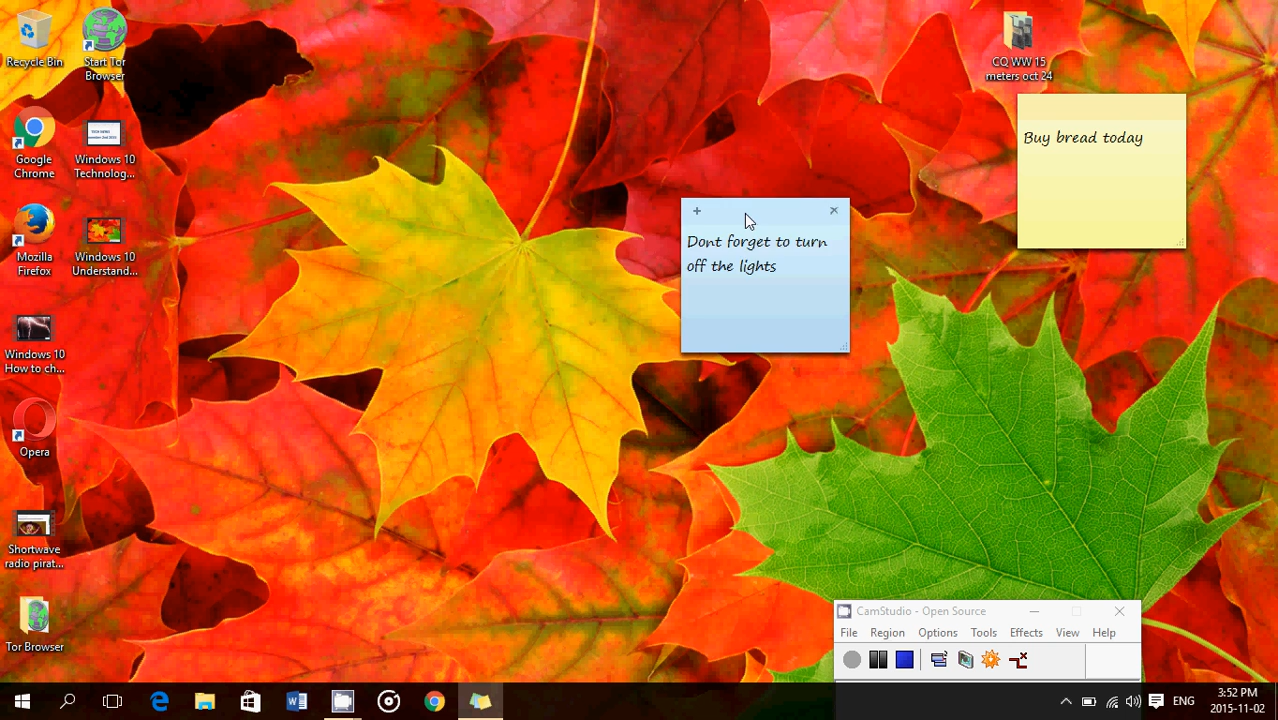 Recycle Bin
Start Tor
Browser
Google
Chrome
Windows 10
Technolog...
Mozilla
Firefox
Windows 10
Understand...
Windows 10
How to ch...
Opera
Shortwave
radio pirat...
Tor Browser
CQ WW 15
meters oct 24
Buy bread today
Dont forget to turn
off the lights
CamStudio - Open Source
File Region Options Tools Effects View Help
ENG
3:52 PM
2015-11-02